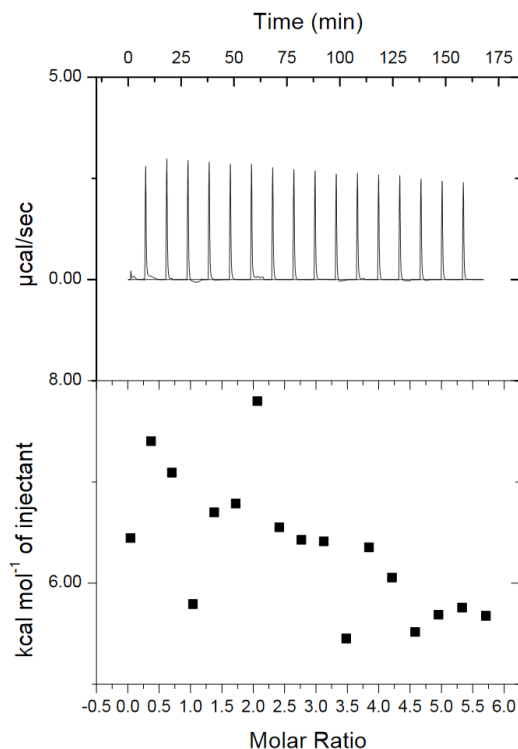 Time (min)
0 25 50 75 100 125 150 175
5.00
µcal/sec
0.00
8.00
kcal mol⁻¹ of injectant
6.00
-0.5 0.0 0.5 1.0 1.5 2.0 2.5 3.0 3.5 4.0 4.5 5.0 5.5 6.0
Molar Ratio